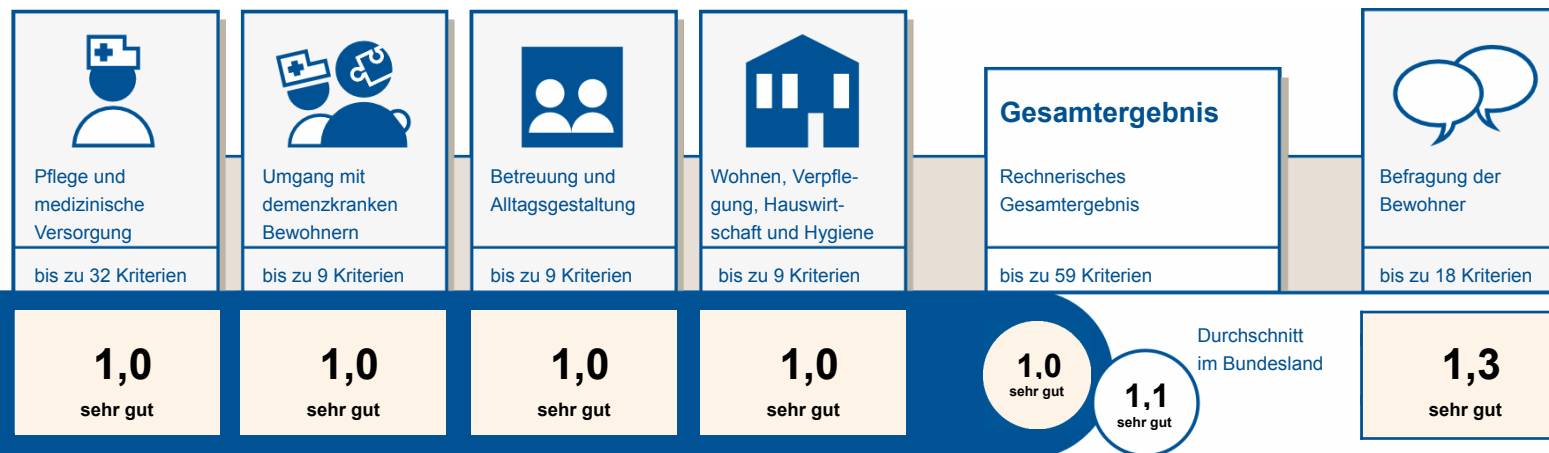 Pflege und
medizinische
Versorgung
bis zu 32 Kriterien
1,0
sehr gut
Umgang mit
demenzkranken
Bewohnern
bis zu 9 Kriterien
1,0
sehr gut
Betreuung und
Alltagsgestaltung
bis zu 9 Kriterien
1,0
sehr gut
Wohnen, Verpfle-
gung, Hauswirt-
schaft und Hygiene
bis zu 9 Kriterien
1,0
sehr gut
Gesamtergebnis
Rechnerisches
Gesamtergebnis
bis zu 59 Kriterien
1,0
sehr gut
Durchschnitt
im Bundesland
1,1
sehr gut
Befragung der
Bewohner
bis zu 18 Kriterien
1,3
sehr gut